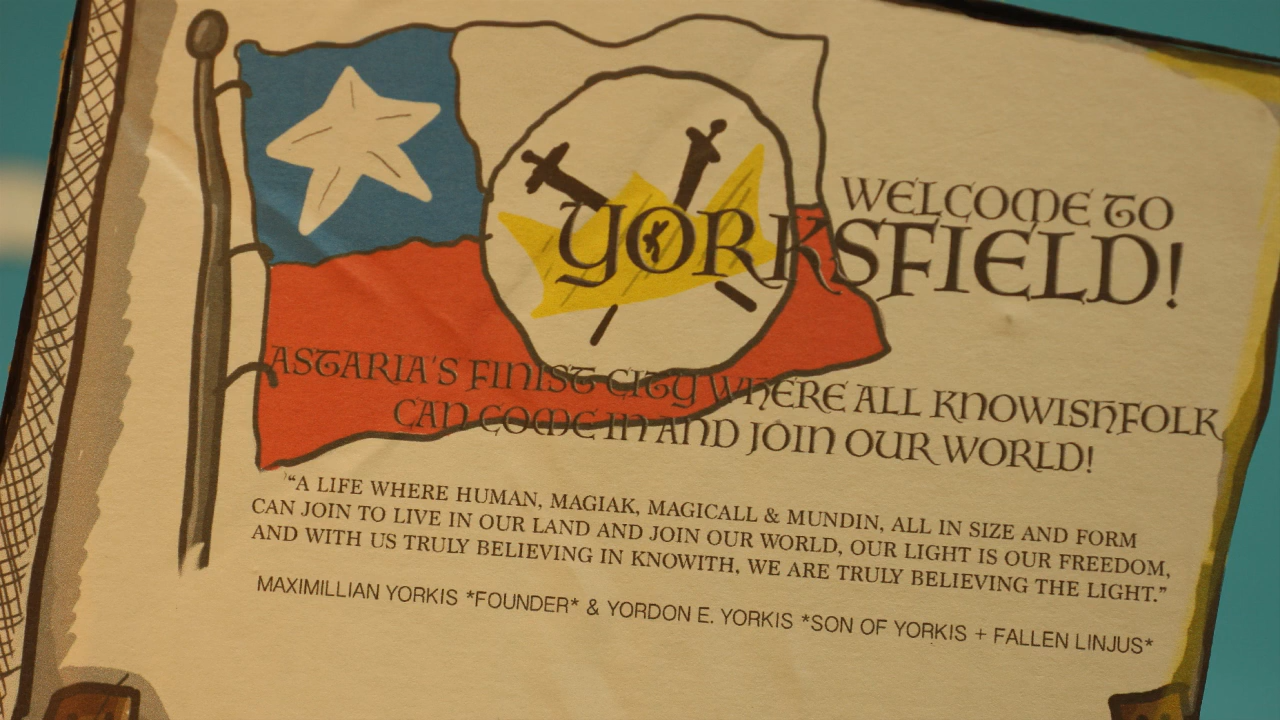 WELCOME TO
YORKSFIELD!
ASTARIA'S FINIST CITY WHERE ALL KNOWISHFOLK
CAN COME IN AND JOIN OUR WORLD!
"A LIFE WHERE HUMAN, MAGIAK, MAGICALL & MUNDIN, ALL IN SIZE AND FORM
CAN JOIN TO LIVE IN OUR LAND AND JOIN OUR WORLD, OUR LIGHT IS OUR FREEDOM,
AND WITH US TRULY BELIEVING IN KNOWITH, WE ARE TRULY BELIEVING THE LIGHT."
MAXIMILLIAN YORKIS *FOUNDER* & YORDON E. YORKIS *SON OF YORKIS + FALLEN LINJUS*